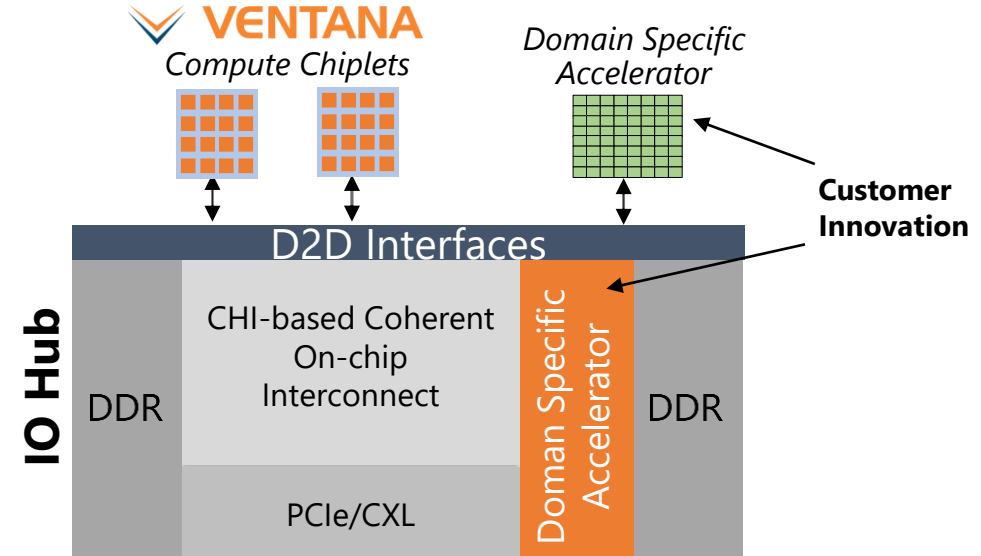 VENTANA
Compute Chiplets
Domain Specific
Accelerator
Customer
Innovation
D2D Interfaces
IO Hub
DDR
CHI-based Coherent
On-chip
Interconnect
PCIe/CXL
Doman Specific
Accelerator
DDR